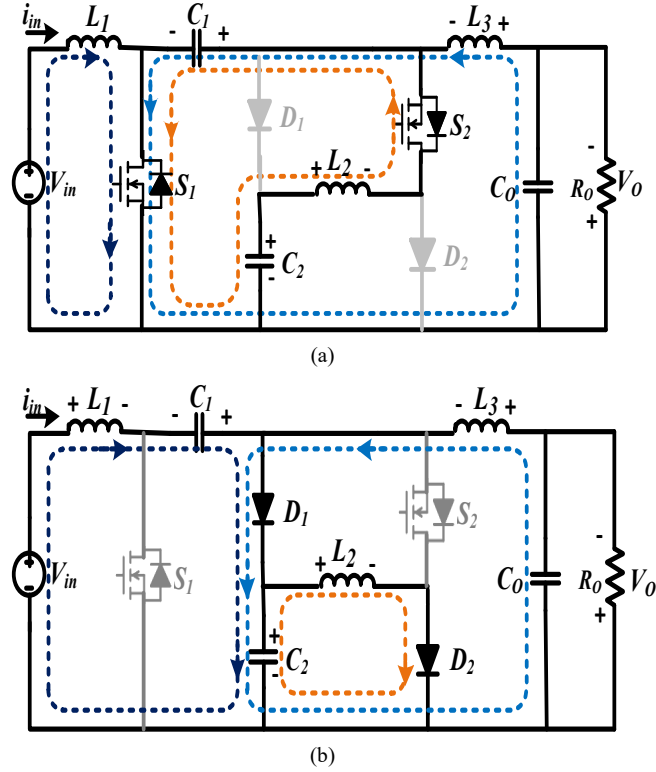 i_in L_1 C_1 L_3
- + - +
D_1 S_2
+ L_2 - -
V_in S_1 C_O R_O V_O
+ +
C_2 D_2
-
(a)
i_in + L_1 - C_1 L_3
- + - +
D_1 S_2
+ L_2 - -
V_in S_1 C_O R_O V_O
+ +
C_2 D_2
-
(b)